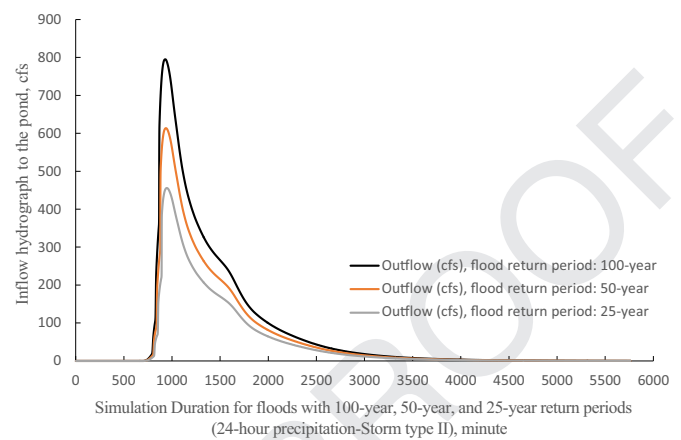 900
800
700
600
500
400
300
200
100
0
Inflow hydrograph to the pond, cfs
Outflow (cfs), flood return period: 100-year
Outflow (cfs), flood return period: 50-year
Outflow (cfs), flood return period: 25-year
0 500 1000 1500 2000 2500 3000 3500 4000 4500 5000 5500 6000
Simulation Duration for floods with 100-year, 50-year, and 25-year return periods
(24-hour precipitation-Storm type II), minute
PROOF